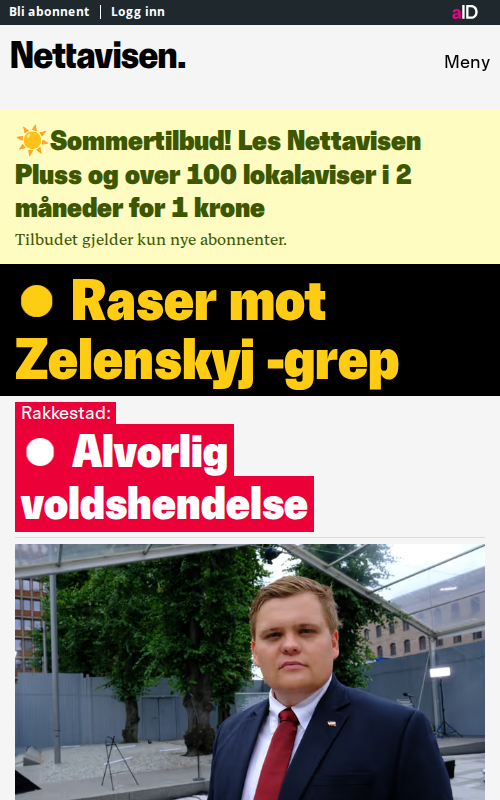 Bli abonnent | Logg inn
aID
Nettavisen.
Meny
☀️Sommertilbud! Les Nettavisen
Pluss og over 100 lokalaviser i 2
måneder for 1 krone
Tilbudet gjelder kun nye abonnenter.
● Raser mot
Zelenskyj -grep
Rakkestad:
● Alvorlig
voldshendelse